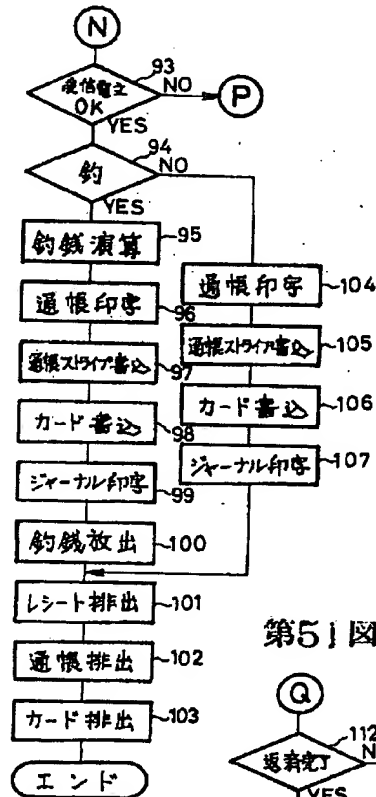 N
93
受信電文
OK
NO
P
YES
94
釣
NO
YES
釣銭演算
95
通帳印字
96
通帳ストライプ書込
97
カード書込
98
ジャーナル印字
99
釣銭放出
100
通帳印字
104
通帳ストライプ書込
105
カード書込
106
ジャーナル印字
107
レシート排出
101
通帳排出
102
カード排出
103
エンド
第5j図
Q
112
返済完了
N
YES